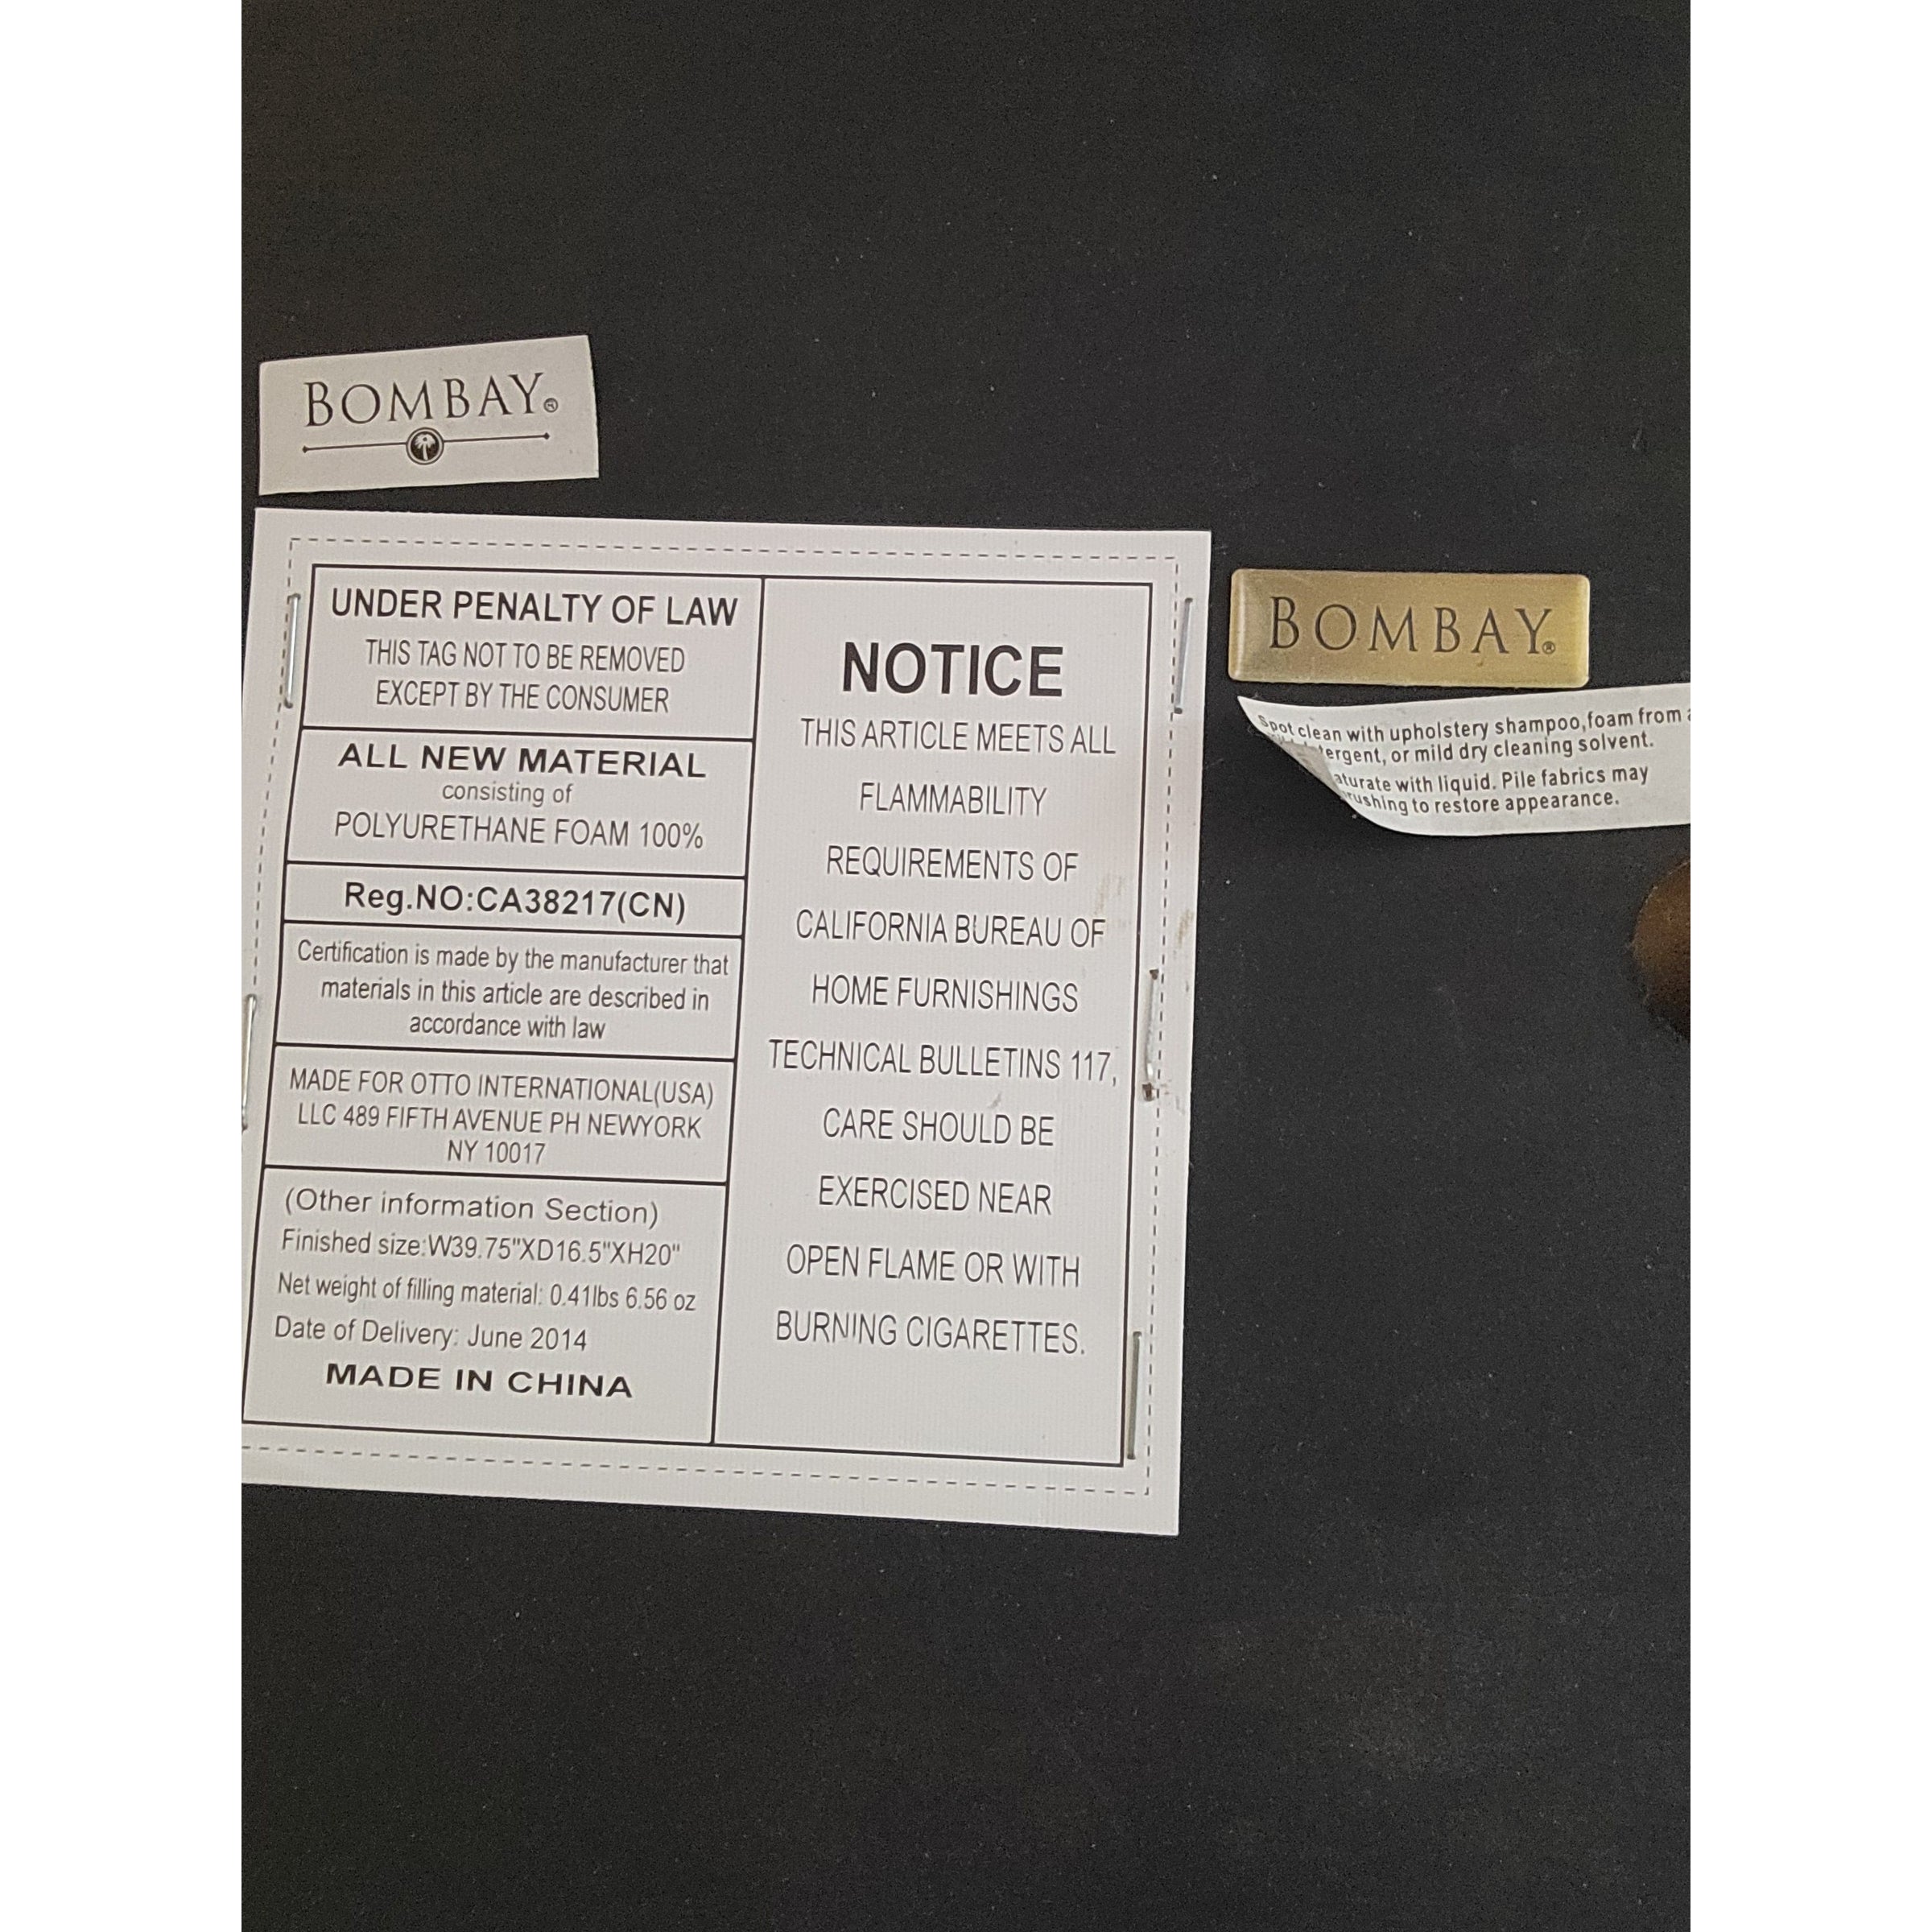 BOMBAY®
UNDER PENALTY OF LAW
THIS TAG NOT TO BE REMOVED
EXCEPT BY THE CONSUMER
ALL NEW MATERIAL
consisting of
POLYURETHANE FOAM 100%
Reg.NO:CA38217(CN)
Certification is made by the manufacturer that
materials in this article are described in
accordance with law
MADE FOR OTTO INTERNATIONAL(USA)
LLC 489 FIFTH AVENUE PH NEWYORK
NY 10017
(Other information Section)
Finished size:W39.75"XD16.5"XH20"
Net weight of filling material: 0.41lbs 6.56 oz
Date of Delivery: June 2014
MADE IN CHINA
NOTICE
THIS ARTICLE MEETS ALL
FLAMMABILITY
REQUIREMENTS OF
CALIFORNIA BUREAU OF
HOME FURNISHINGS
TECHNICAL BULLETINS 117,
CARE SHOULD BE
EXERCISED NEAR
OPEN FLAME OR WITH
BURNING CIGARETTES.
BOMBAY®
Spot clean with upholstery shampoo,foam from
or mild dry cleaning solvent.
with liquid. Pile fabrics may
to restore appearance.